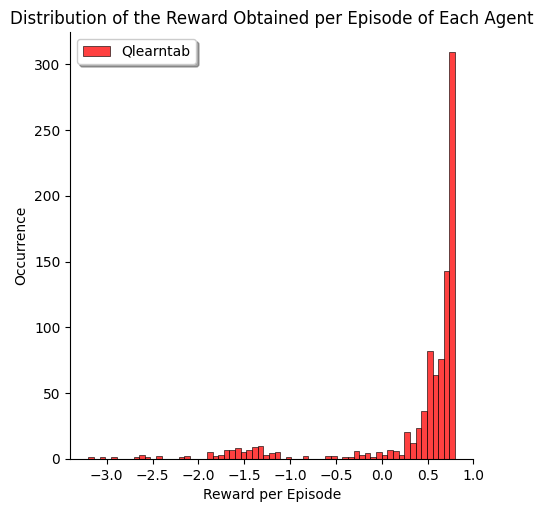 Distribution of the Reward Obtained per Episode of Each Agent
Qlearntab
300
250
200
150
100
50
0
Occurrence
−3.0 −2.5 −2.0 −1.5 −1.0 −0.5 0.0 0.5 1.0
Reward per Episode